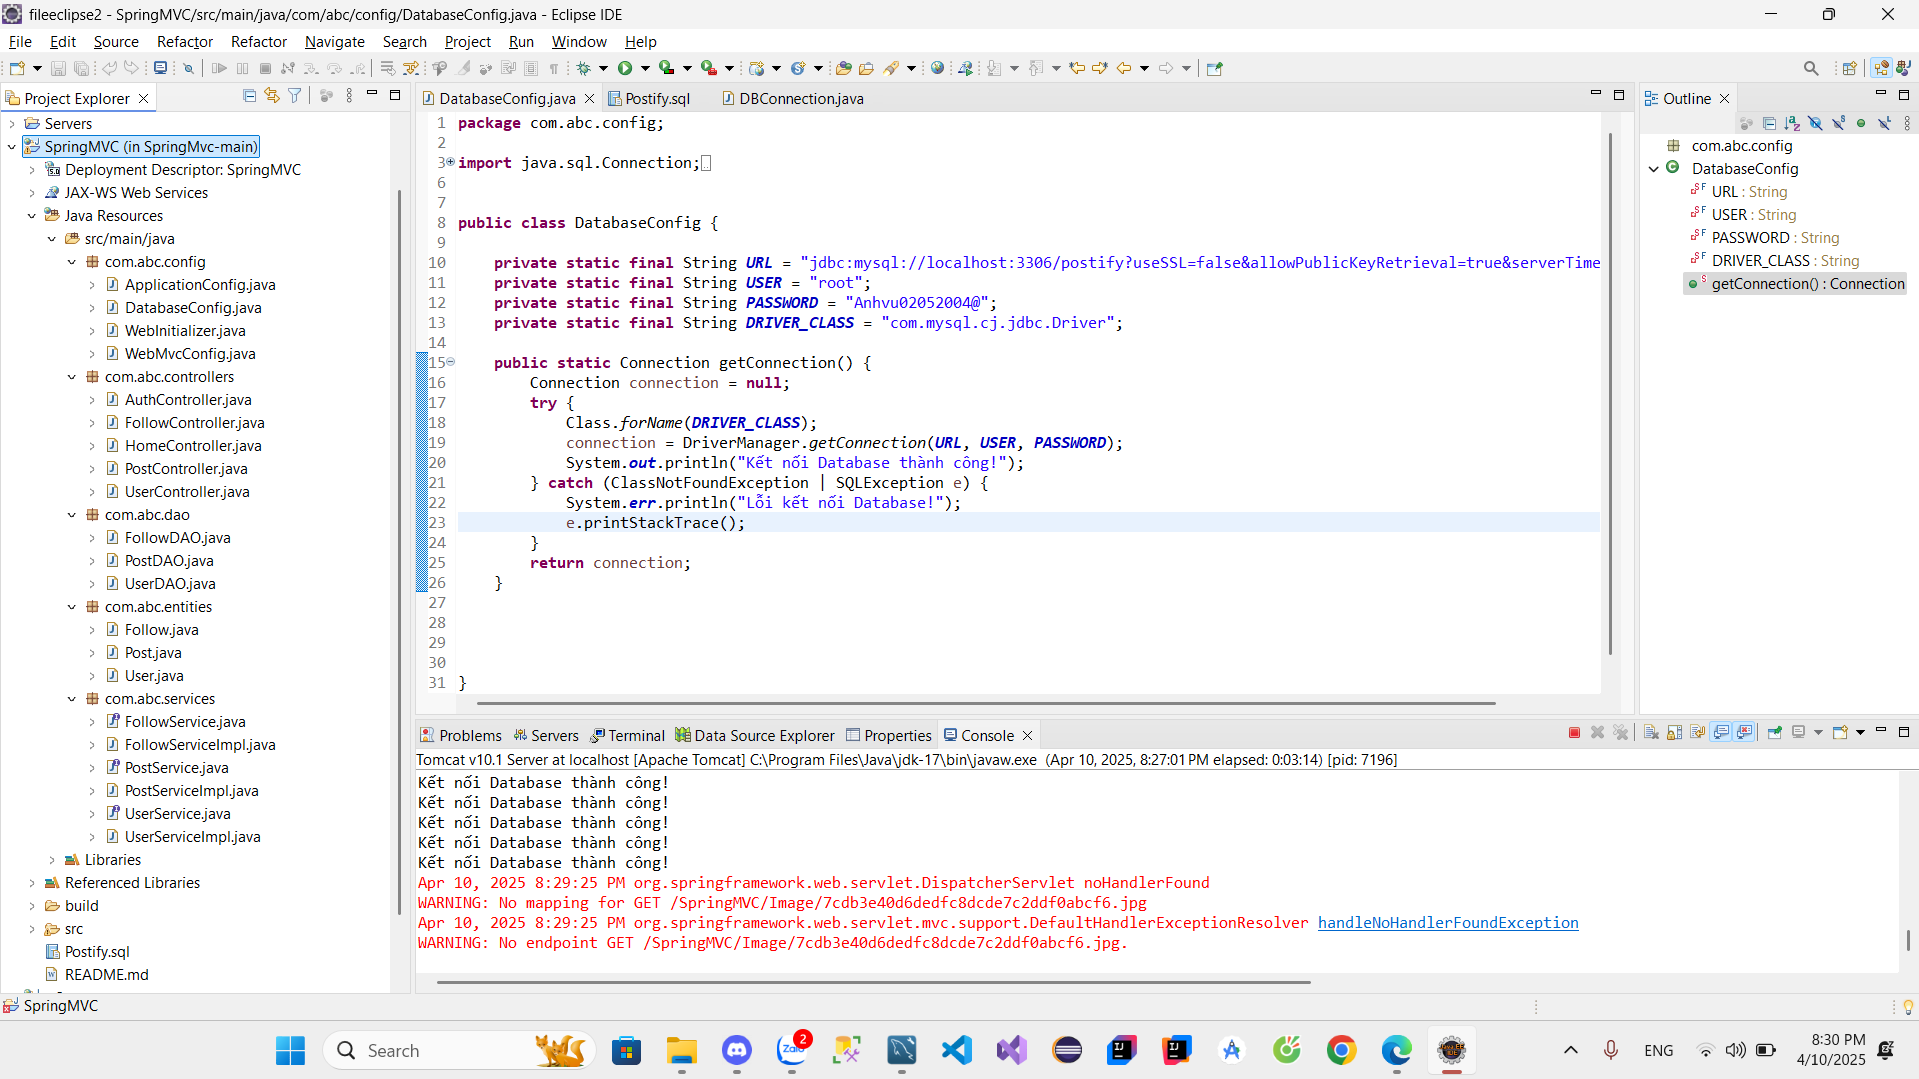 fileeclipse2 - SpringMVC/src/main/java/com/abc/config/DatabaseConfig.java - Eclipse IDE
File Edit Source Refactor Refactor Navigate Search Project Run Window Help
Project Explorer
Servers
SpringMVC (in SpringMvc-main)
Deployment Descriptor: SpringMVC
JAX-WS Web Services
Java Resources
src/main/java
com.abc.config
ApplicationConfig.java
DatabaseConfig.java
WebInitializer.java
WebMvcConfig.java
com.abc.controllers
AuthController.java
FollowController.java
HomeController.java
PostController.java
UserController.java
com.abc.dao
FollowDAO.java
PostDAO.java
UserDAO.java
com.abc.entities
Follow.java
Post.java
User.java
com.abc.services
FollowService.java
FollowServiceImpl.java
PostService.java
PostServiceImpl.java
UserService.java
UserServiceImpl.java
Libraries
Referenced Libraries
build
src
Postify.sql
README.md
DatabaseConfig.java Postify.sql DBConnection.java
1 package com.abc.config;
2
3 import java.sql.Connection;
6
7
8 public class DatabaseConfig {
9
10 private static final String URL = "jdbc:mysql://localhost:3306/postify?useSSL=false&allowPublicKeyRetrieval=true&serverTime
11 private static final String USER = "root";
12 private static final String PASSWORD = "Anhvu02052004@";
13 private static final String DRIVER_CLASS = "com.mysql.cj.jdbc.Driver";
14
15 public static Connection getConnection() {
16 Connection connection = null;
17 try {
18 Class.forName(DRIVER_CLASS);
19 connection = DriverManager.getConnection(URL, USER, PASSWORD);
20 System.out.println("Kết nối Database thành công!");
21 } catch (ClassNotFoundException | SQLException e) {
22 System.err.println("Lỗi kết nối Database!");
23 e.printStackTrace();
24 }
25 return connection;
26 }
27
28
29
30
31 }
Outline
com.abc.config
DatabaseConfig
URL : String
USER : String
PASSWORD : String
DRIVER_CLASS : String
getConnection() : Connection
Problems Servers Terminal Data Source Explorer Properties Console
Tomcat v10.1 Server at localhost [Apache Tomcat] C:\Program Files\Java\jdk-17\bin\javaw.exe (Apr 10, 2025, 8:27:01 PM elapsed: 0:03:14) [pid: 7196]
Kết nối Database thành công!
Kết nối Database thành công!
Kết nối Database thành công!
Kết nối Database thành công!
Kết nối Database thành công!
Apr 10, 2025 8:29:25 PM org.springframework.web.servlet.DispatcherServlet noHandlerFound
WARNING: No mapping for GET /SpringMVC/Image/7cdb3e40d6dedfc8dcde7c2ddf0abcf6.jpg
Apr 10, 2025 8:29:25 PM org.springframework.web.servlet.mvc.support.DefaultHandlerExceptionResolver handleNoHandlerFoundException
WARNING: No endpoint GET /SpringMVC/Image/7cdb3e40d6dedfc8dcde7c2ddf0abcf6.jpg.
SpringMVC
Search
Zalo
2
ENG
8:30 PM
4/10/2025